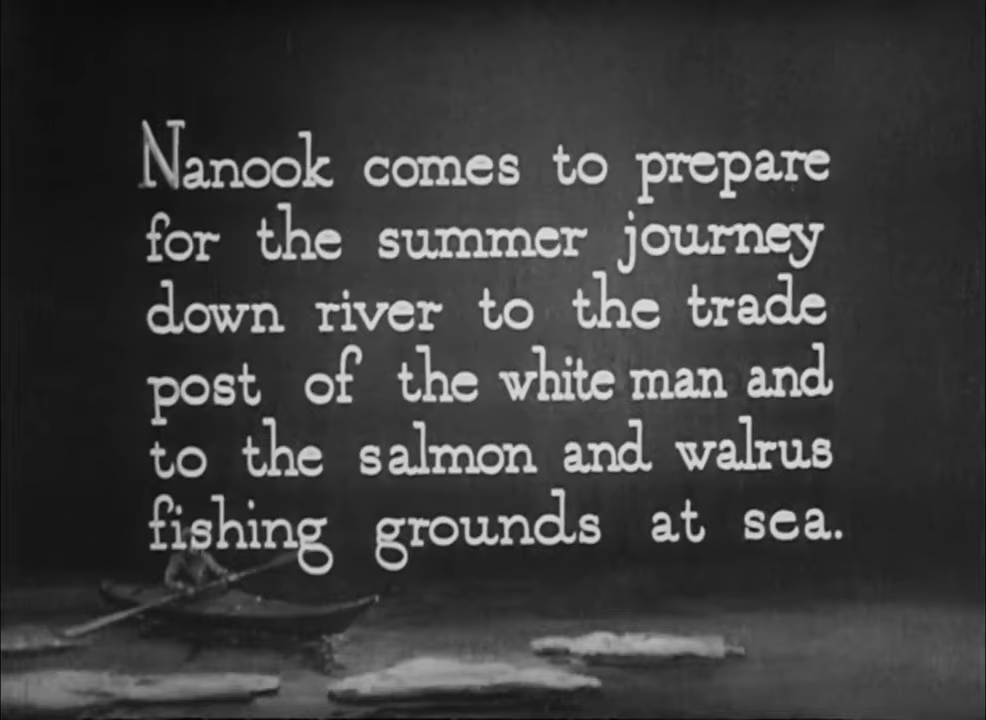 Nanook comes to prepare
for the summer journey
down river to the trade
post of the white man and
to the salmon and walrus
fishing grounds at sea.